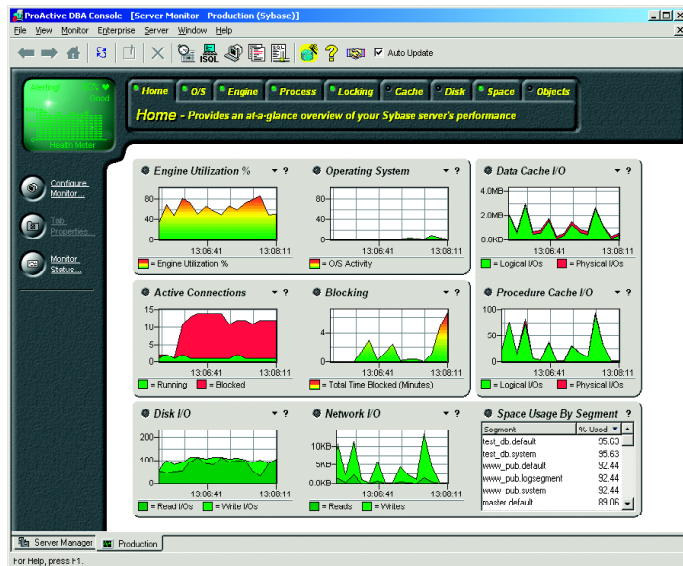 ProActive DBA Console [Server Monitor Production (Sybase)]
File View Monitor Enterprise Server Window Help
ISQL Auto Update
Alerting! % Good
Health Meter
Home O/S Engine Process Locking Cache Disk Space Objects
Home - Provides an at-a-glance overview of your Sybase server's performance
Configure Monitor...
Tab Properties...
Monitor Status...
Engine Utilization % ?
80-
40-
0-
13:06:41 13:08:11
= Engine Utilization %
Operating System ?
80-
40-
0-
13:06:41 13:08:11
= O/S Activity
Data Cache I/O ?
4.0MB-
2.0MB-
0.0KB-
13:06:41 13:08:11
= Logical I/Os = Physical I/Os
Active Connections ?
15-
10-
5-
0-
13:06:41 13:08:11
= Running = Blocked
Blocking ?
4-
0-
13:06:41 13:08:11
= Total Time Blocked (Minutes)
Procedure Cache I/O ?
100-
50-
0-
13:06:41 13:08:11
= Logical I/Os = Physical I/Os
Disk I/O ?
200-
100-
0-
13:06:41 13:08:11
= Read I/Os = Write I/Os
Network I/O ?
10KB-
5KB-
0.0KB-
13:06:41 13:08:11
= Reads = Writes
Space Usage By Segment ?
Segment % Used
test_db.default 95.63
test_db.system 95.63
www_pub.default 92.44
www_pub.logsegment 92.44
www_pub.system 92.44
master.default 89.06
Server Manager Production
For Help, press F1.